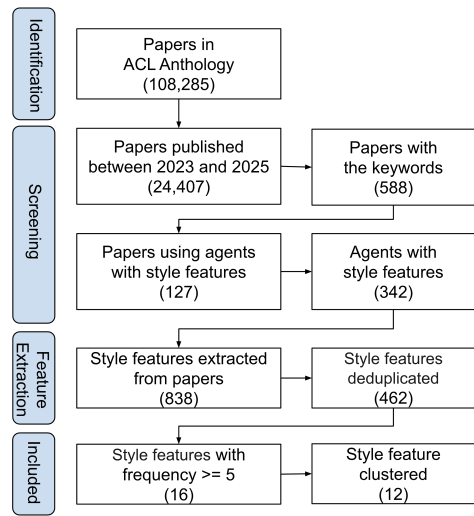 Identification
Papers in
ACL Anthology
(108,285)
Screening
Papers published
between 2023 and 2025
(24,407)
Papers with
the keywords
(588)
Papers using agents
with style features
(127)
Agents with
style features
(342)
Feature
Extraction
Style features extracted
from papers
(838)
Style features
deduplicated
(462)
Included
Style features with
frequency >= 5
(16)
Style feature
clustered
(12)